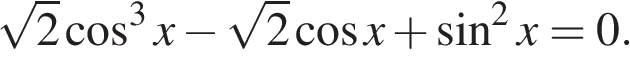 √2 cos³ x − √2 cos x + sin² x = 0.